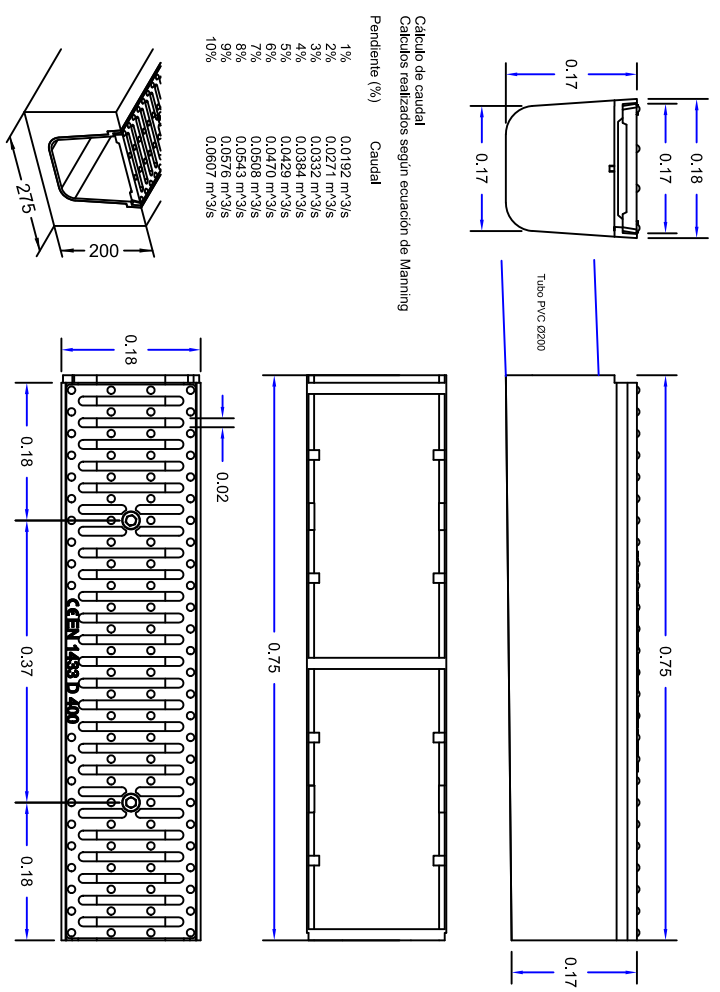 Cálculo de caudal
Calculos realizados según ecuación de Manning
Pendiente (%) Caudal
1% 0.0192 m^3/s
2% 0.0271 m^3/s
3% 0.0332 m^3/s
4% 0.0384 m^3/s
5% 0.0429 m^3/s
6% 0.0470 m^3/s
7% 0.0508 m^3/s
8% 0.0543 m^3/s
9% 0.0576 m^3/s
10% 0.0607 m^3/s
0.17
0.17
0.17
0.18
Tubo PVC Ø200
0.75
0.17
0.75
275
200
0.18
0.02
0.18
0.37
0.18
CE EN 1433 D 400